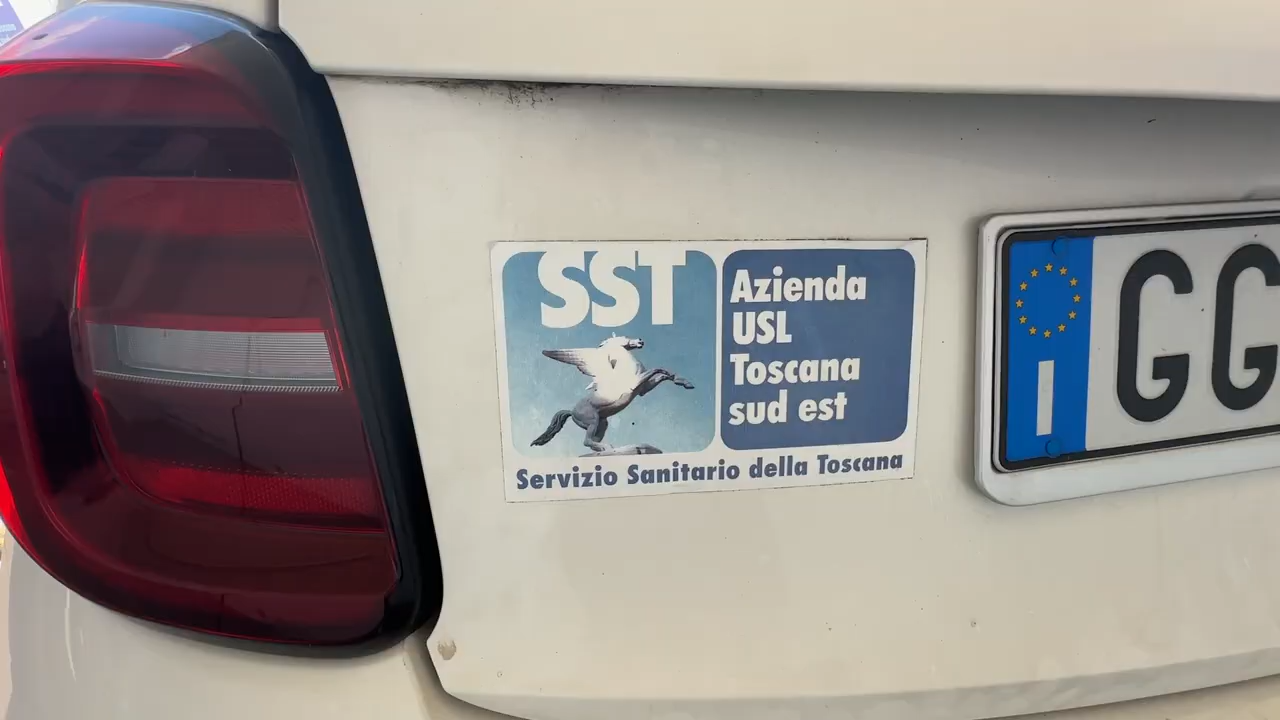 SST
Azienda
USL
Toscana
sud est
Servizio Sanitario della Toscana
I
GG